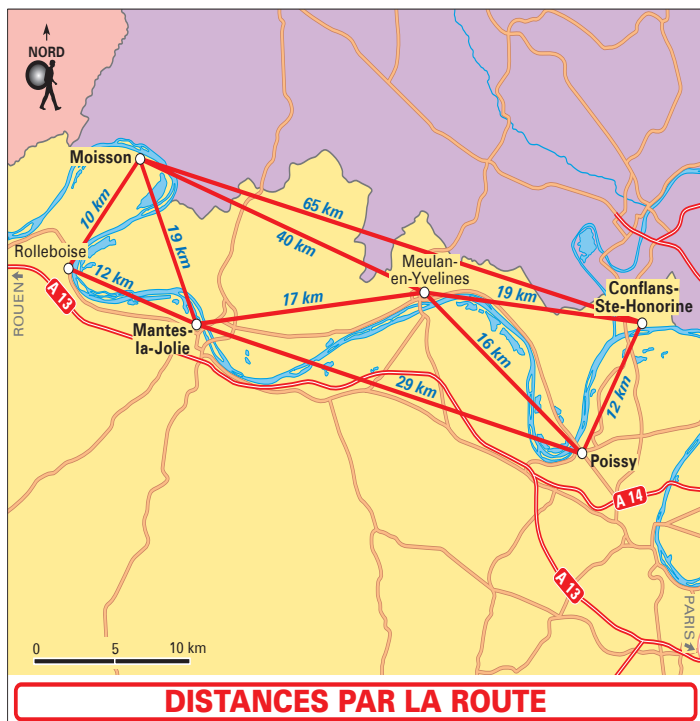 NORD
Moisson
10 km
19 km
65 km
40 km
Rolleboise
12 km
ROUEN
A 13
Mantes-
la-Jolie
17 km
Meulan-
en-Yvelines
19 km
Conflans-
Ste-Honorine
16 km
29 km
12 km
Poissy
A 14
A 13
PARIS
0 5 10 km
DISTANCES PAR LA ROUTE